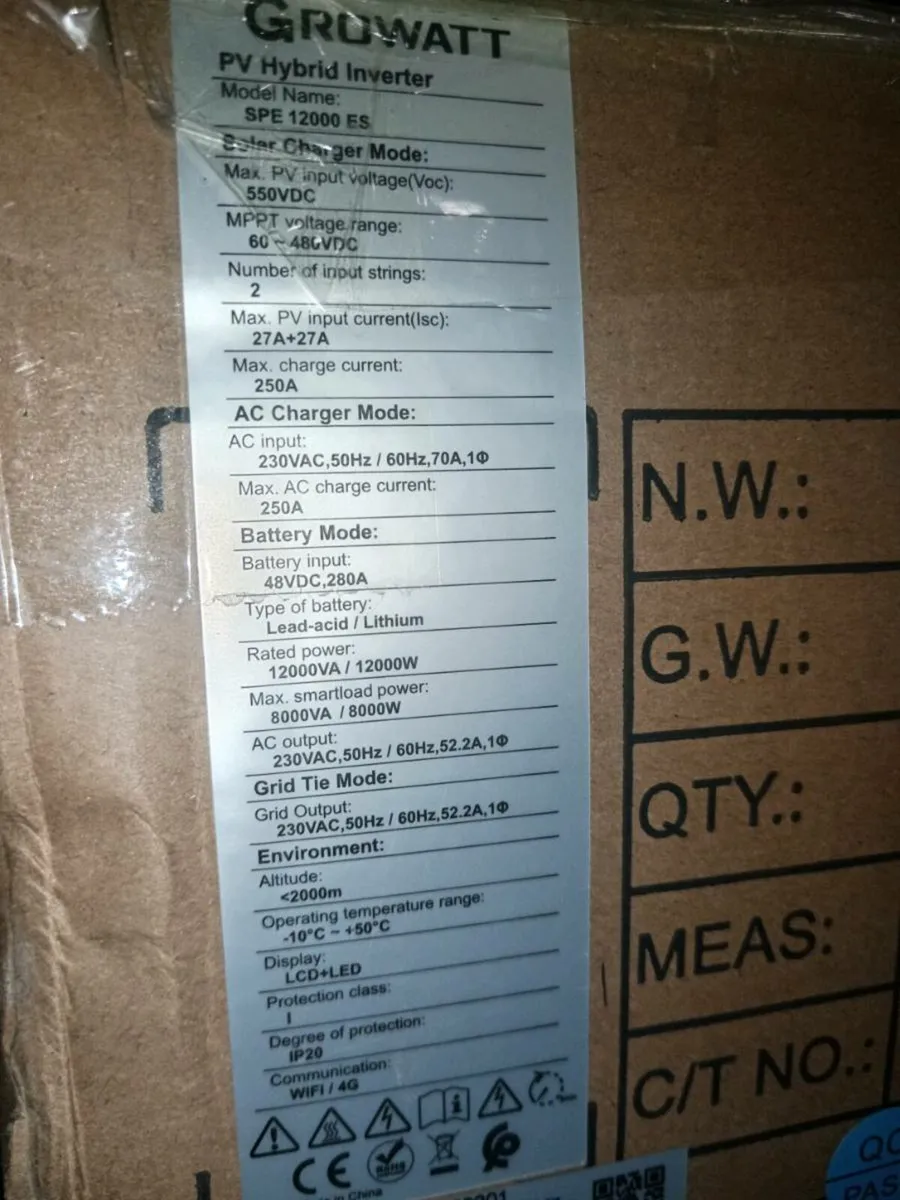 GROWATT
PV Hybrid Inverter
Model Name:
SPE 12000 ES
Solar Charger Mode:
Max. PV input voltage(Voc):
550VDC
MPPT voltage range:
60 ~ 480VDC
Number of input strings:
2
Max. PV input current(Isc):
27A+27A
Max. charge current:
250A
AC Charger Mode:
AC input:
230VAC,50Hz / 60Hz,70A,1Φ
Max. AC charge current:
250A
Battery Mode:
Battery input:
48VDC,280A
Type of battery:
Lead-acid / Lithium
Rated power:
12000VA / 12000W
Max. smartload power:
8000VA / 8000W
AC output:
230VAC,50Hz / 60Hz,52.2A,1Φ
Grid Tie Mode:
Grid Output:
230VAC,50Hz / 60Hz,52.2A,1Φ
Environment:
Altitude:
<2000m
Operating temperature range:
-10°C ~ +50°C
Display:
LCD+LED
Protection class:
I
Degree of protection:
IP20
Communication:
WIFI / 4G
CE
RoHS
in China
N.W.:
G.W.:
QTY.:
MEAS:
C/T NO.: